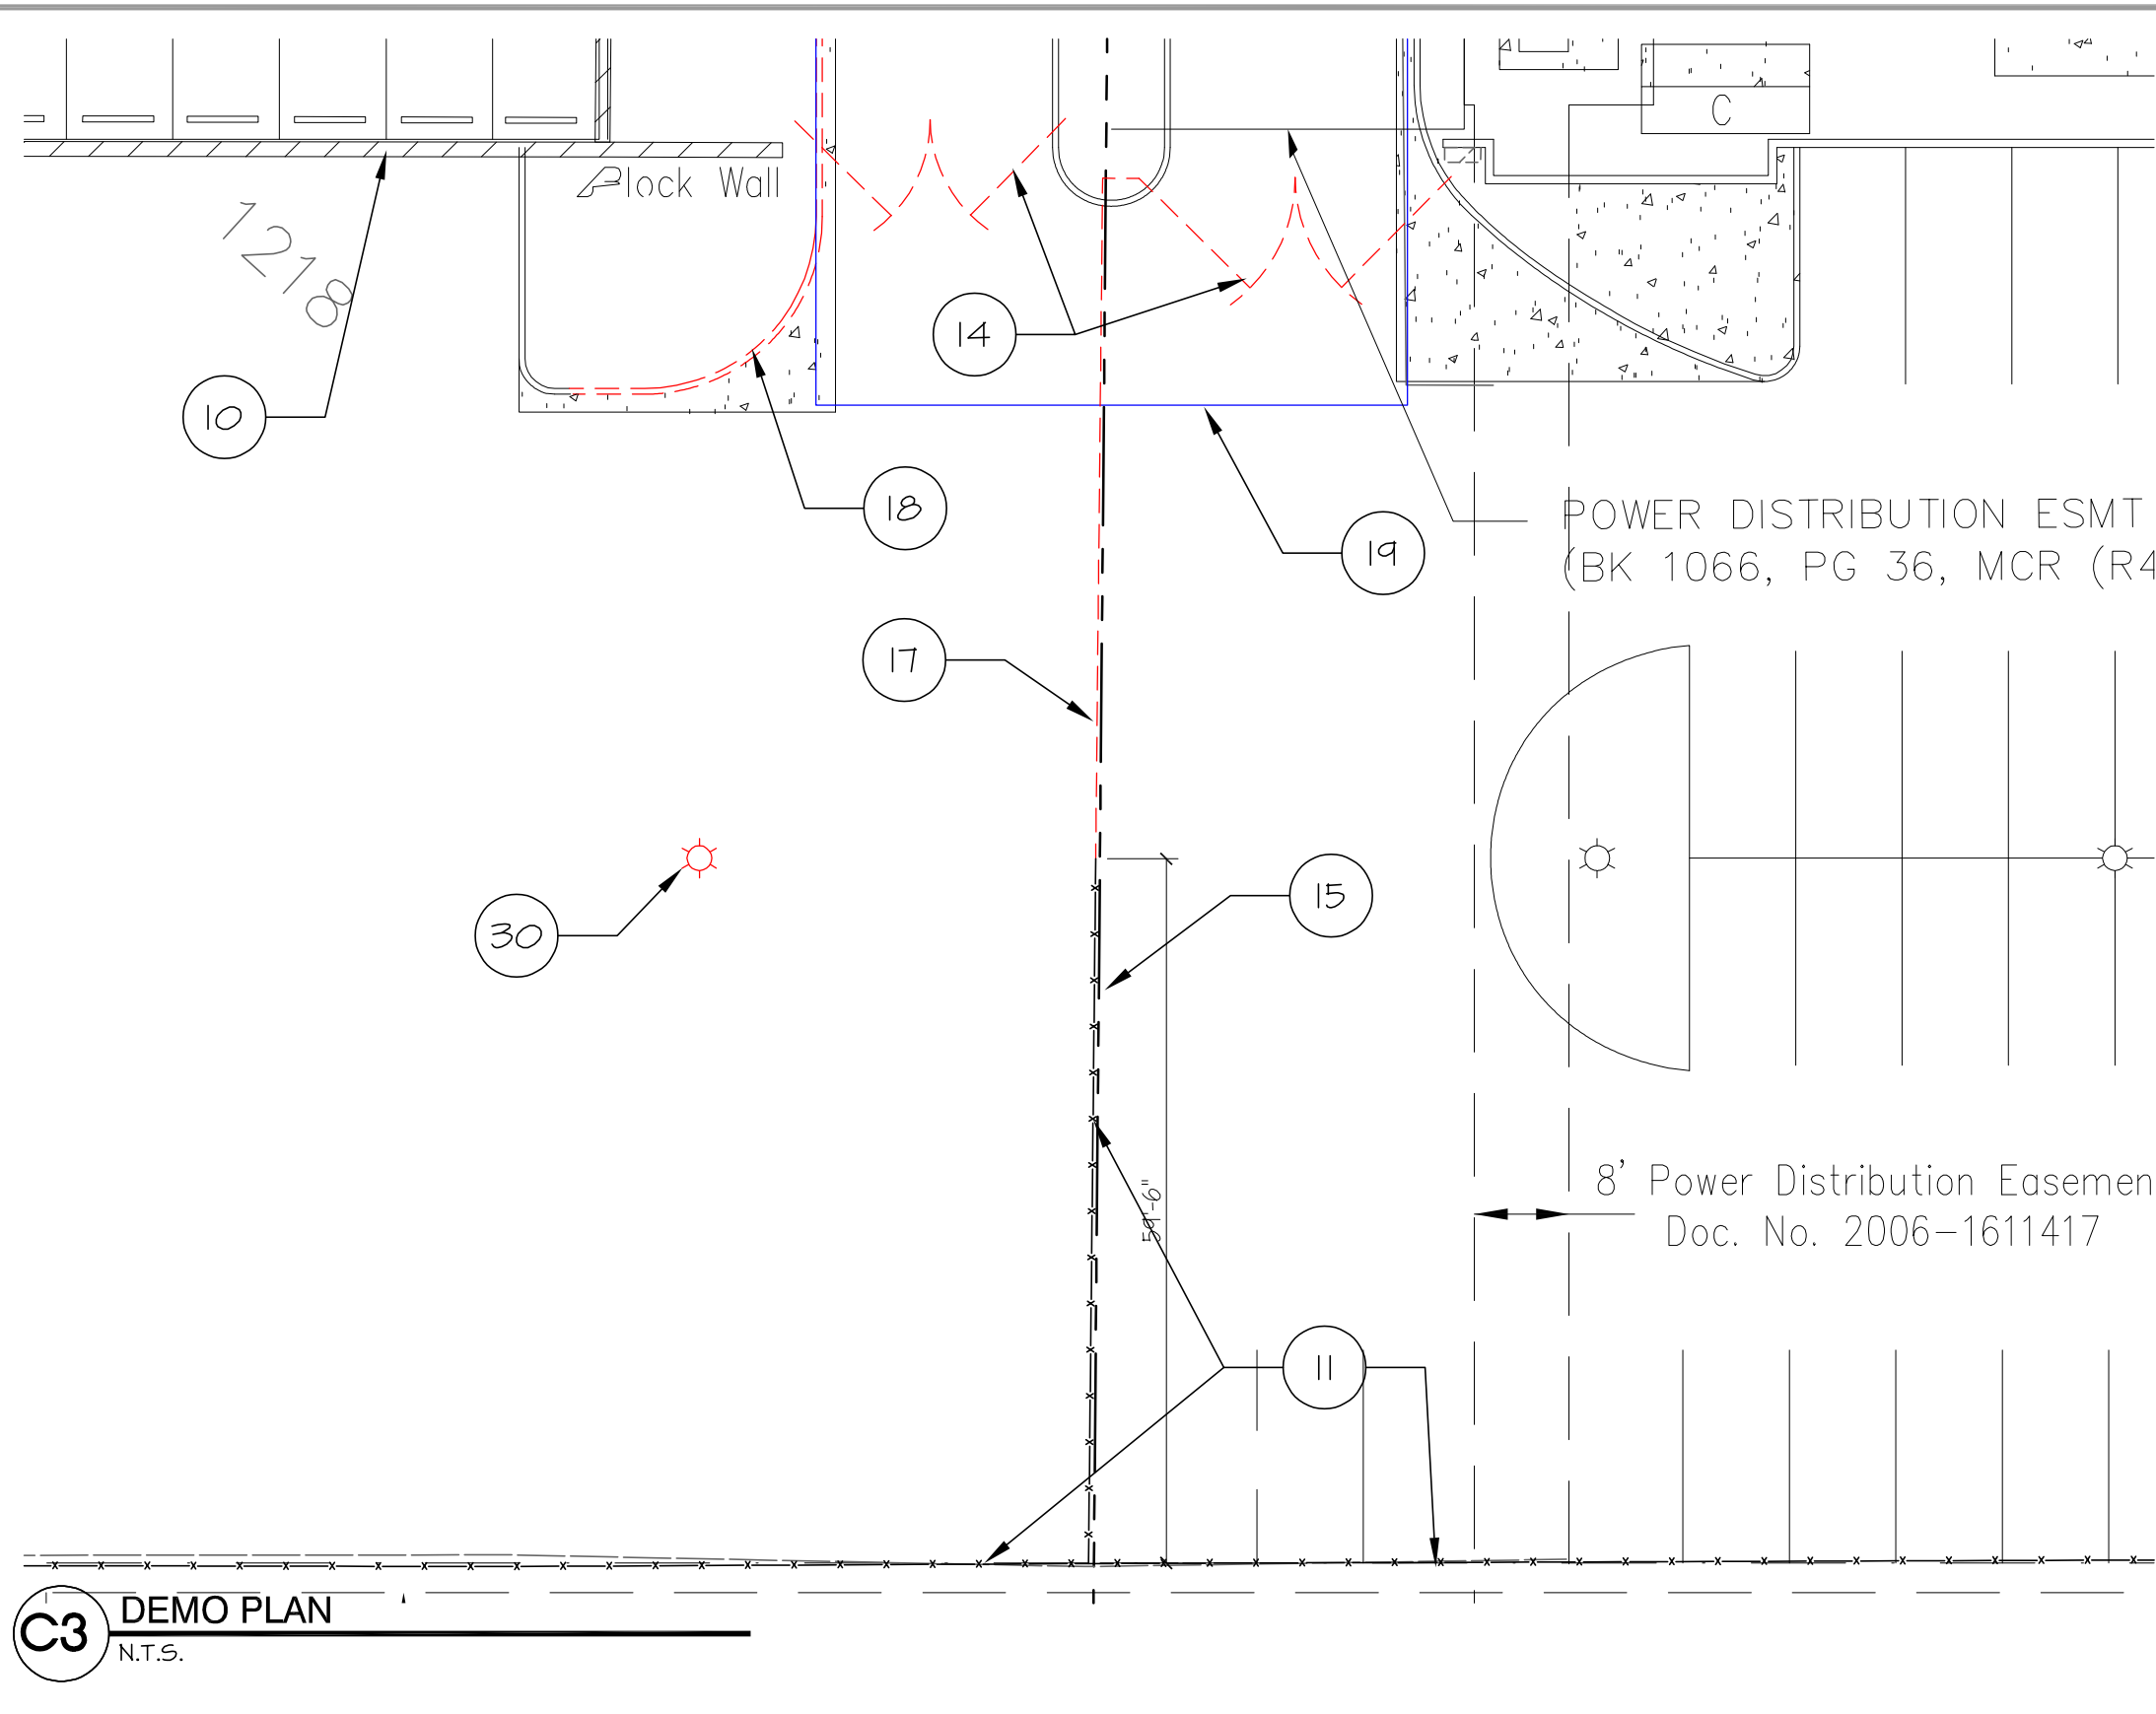 C
Block Wall
1218
14
10
18
19
POWER DISTRIBUTION ESMT
(BK 1066, PG 36, MCR (R4
17
15
30
8' Power Distribution Easemen
Doc. No. 2006-1611417
59'-6"
11
C3
DEMO PLAN
N.T.S.